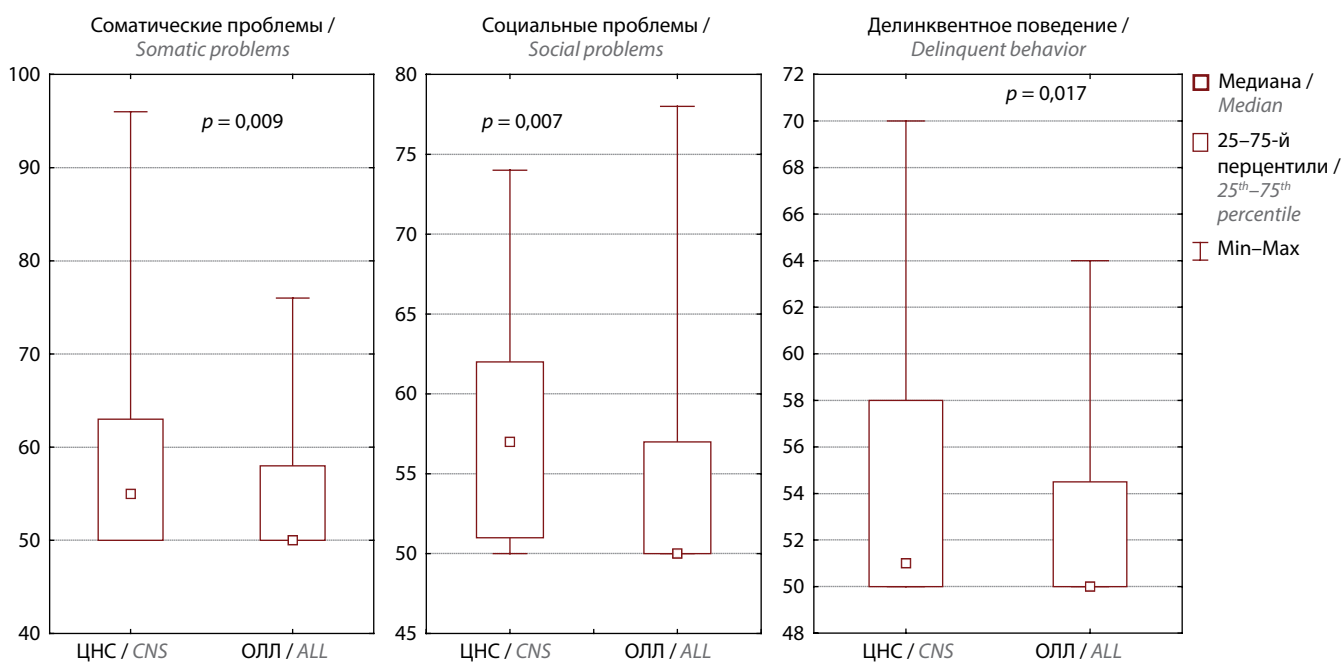 Соматические проблемы /
Somatic problems
100
90
80
70
60
50
40
p = 0,009
ЦНС / CNS
ОЛЛ / ALL
Социальные проблемы /
Social problems
80
75
70
65
60
55
50
45
p = 0,007
ЦНС / CNS
ОЛЛ / ALL
Делинквентное поведение /
Delinquent behavior
72
70
68
66
64
62
60
58
56
54
52
50
48
p = 0,017
ЦНС / CNS
ОЛЛ / ALL
Медиана /
Median
25–75-й
перцентили /
25th–75th
percentile
Min–Max